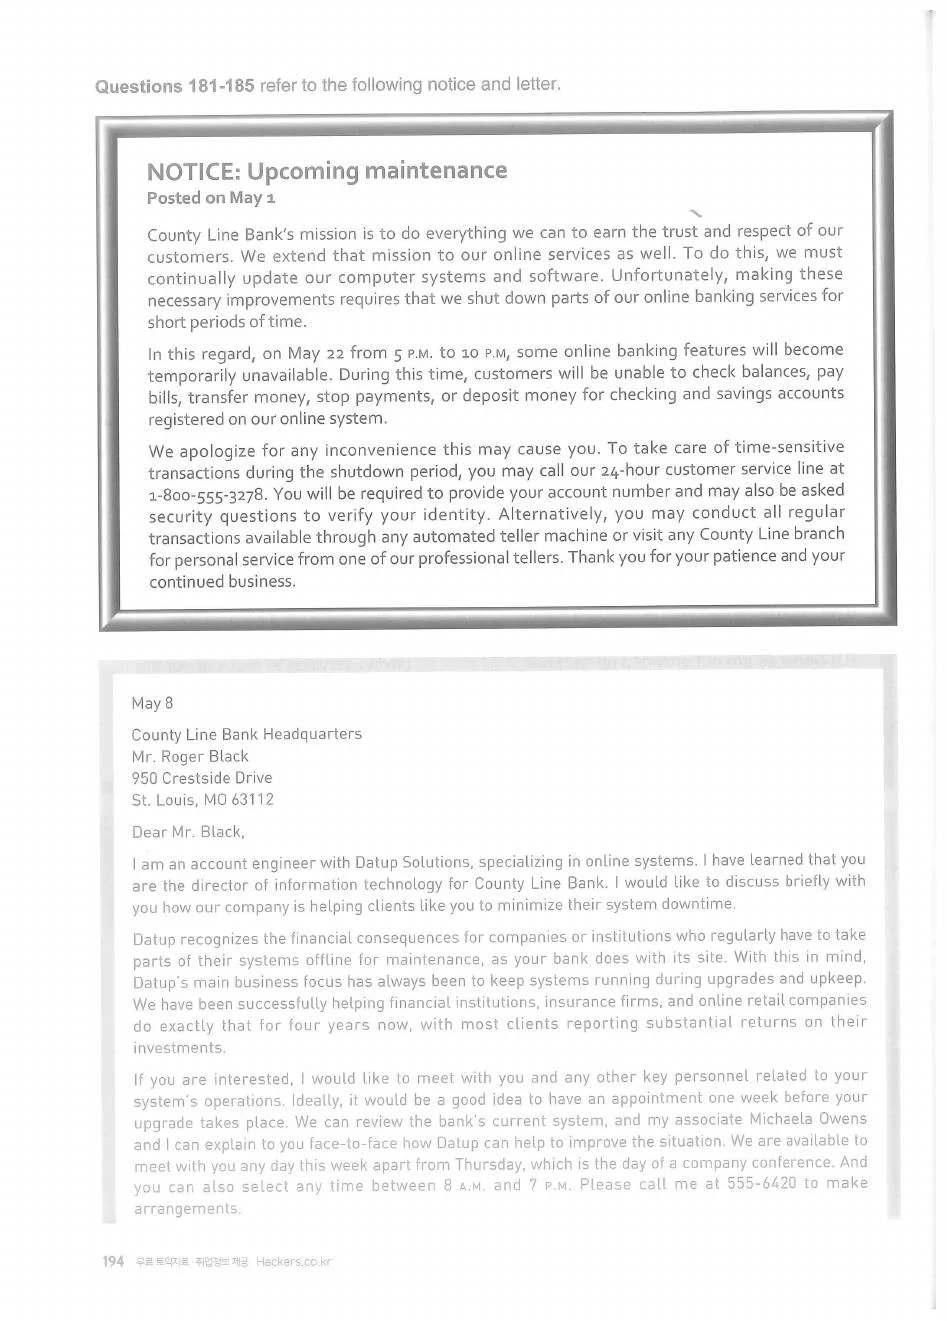 Questions 181-185 refer to the following notice and letter.
NOTICE: Upcoming maintenance
Posted on May 1
County Line Bank's mission is to do everything we can to earn the trust and respect of our
customers. We extend that mission to our online services as well. To do this, we must
continually update our computer systems and software. Unfortunately, making these
necessary improvements requires that we shut down parts of our online banking services for
short periods of time.
In this regard, on May 22 from 5 P.M. to 10 P.M, some online banking features will become
temporarily unavailable. During this time, customers will be unable to check balances, pay
bills, transfer money, stop payments, or deposit money for checking and savings accounts
registered on our online system.
We apologize for any inconvenience this may cause you. To take care of time-sensitive
transactions during the shutdown period, you may call our 24-hour customer service line at
1-800-555-3278. You will be required to provide your account number and may also be asked
security questions to verify your identity. Alternatively, you may conduct all regular
transactions available through any automated teller machine or visit any County Line branch
for personal service from one of our professional tellers. Thank you for your patience and your
continued business.
May 8
County Line Bank Headquarters
Mr. Roger Black
950 Crestside Drive
St. Louis, MO 63112
Dear Mr. Black,
I am an account engineer with Datup Solutions, specializing in online systems. I have learned that you
are the director of information technology for County Line Bank. I would like to discuss briefly with
you how our company is helping clients like you to minimize their system downtime.
Datup recognizes the financial consequences for companies or institutions who regularly have to take
parts of their systems offline for maintenance, as your bank does with its site. With this in mind,
Datup's main business focus has always been to keep systems running during upgrades and upkeep.
We have been successfully helping financial institutions, insurance firms, and online retail companies
do exactly that for four years now, with most clients reporting substantial returns on their
investments.
If you are interested, I would like to meet with you and any other key personnel related to your
system's operations. Ideally, it would be a good idea to have an appointment one week before your
upgrade takes place. We can review the bank's current system, and my associate Michaela Owens
and I can explain to you face-to-face how Datup can help to improve the situation. We are available to
meet with you any day this week apart from Thursday, which is the day of a company conference. And
you can also select any time between 8 A.M. and 7 P.M. Please call me at 555-6420 to make
arrangements.
194 무료 토익자료·취업정보 제공 Hackers.co.kr